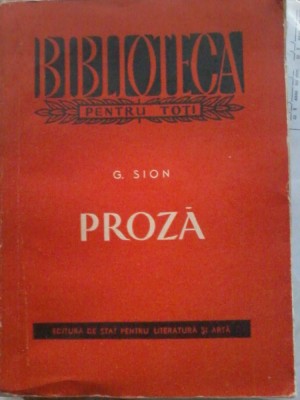 BIBLIOTECA
PENTRU TOȚI
G. SION
PROZĂ
EDITURA DE STAT PENTRU LITERATURĂ ȘI ARTĂ